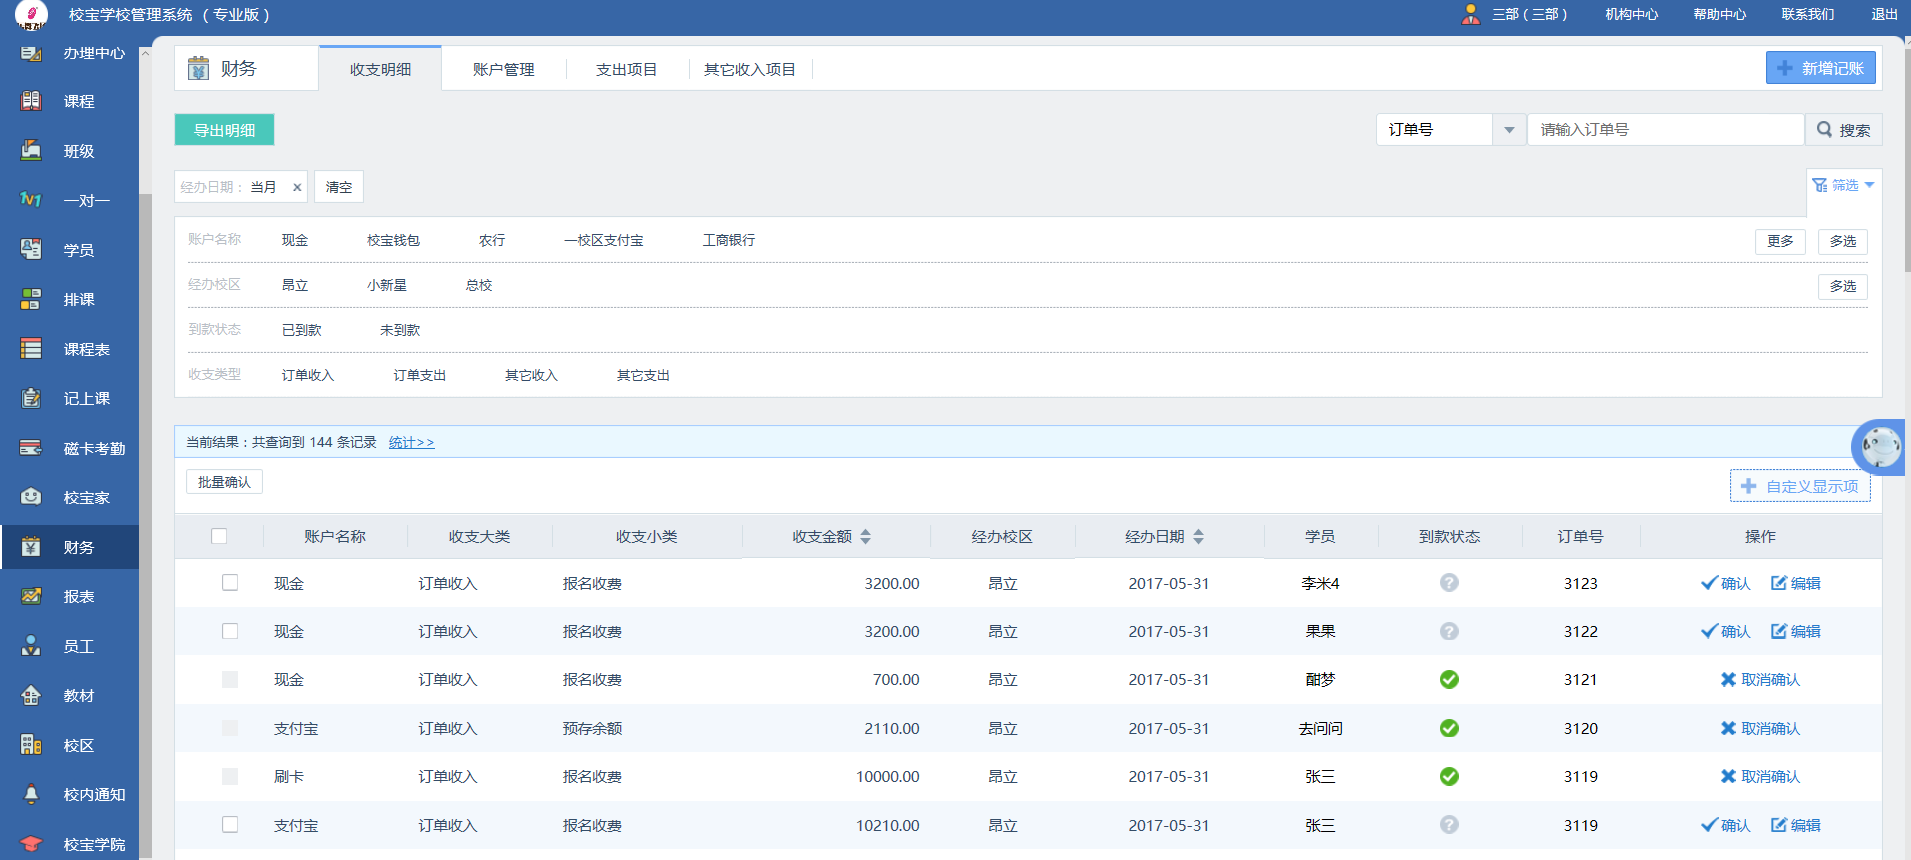 校宝学校管理系统 （ 专业版 ）
三部（三部） 机构中心 帮助中心 联系我们 退出
办理中心
课程
班级
一对一
学员
排课
课程表
记上课
磁卡考勤
校宝家
财务
报表
员工
教材
校区
校内通知
校宝学院
财务 收支明细 账户管理 支出项目 其它收入项目 新增记账
导出明细 订单号 请输入订单号 搜索
经办日期： 当月 × 清空 筛选
账户名称 现金 校宝钱包 农行 一校区支付宝 工商银行 更多 多选
经办校区 昂立 小新星 总校 多选
到款状态 已到款 未到款
收支类型 订单收入 订单支出 其它收入 其它支出
当前结果：共查询到 144 条记录 统计>>
批量确认 自定义显示项
账户名称 收支大类 收支小类 收支金额 经办校区 经办日期 学员 到款状态 订单号 操作
现金 订单收入 报名收费 3200.00 昂立 2017-05-31 李米4 ? 3123 确认 编辑
现金 订单收入 报名收费 3200.00 昂立 2017-05-31 果果 ? 3122 确认 编辑
现金 订单收入 报名收费 700.00 昂立 2017-05-31 酣梦 3121 取消确认
支付宝 订单收入 预存余额 2110.00 昂立 2017-05-31 去问问 3120 取消确认
刷卡 订单收入 报名收费 10000.00 昂立 2017-05-31 张三 3119 取消确认
支付宝 订单收入 报名收费 10210.00 昂立 2017-05-31 张三 ? 3119 确认 编辑